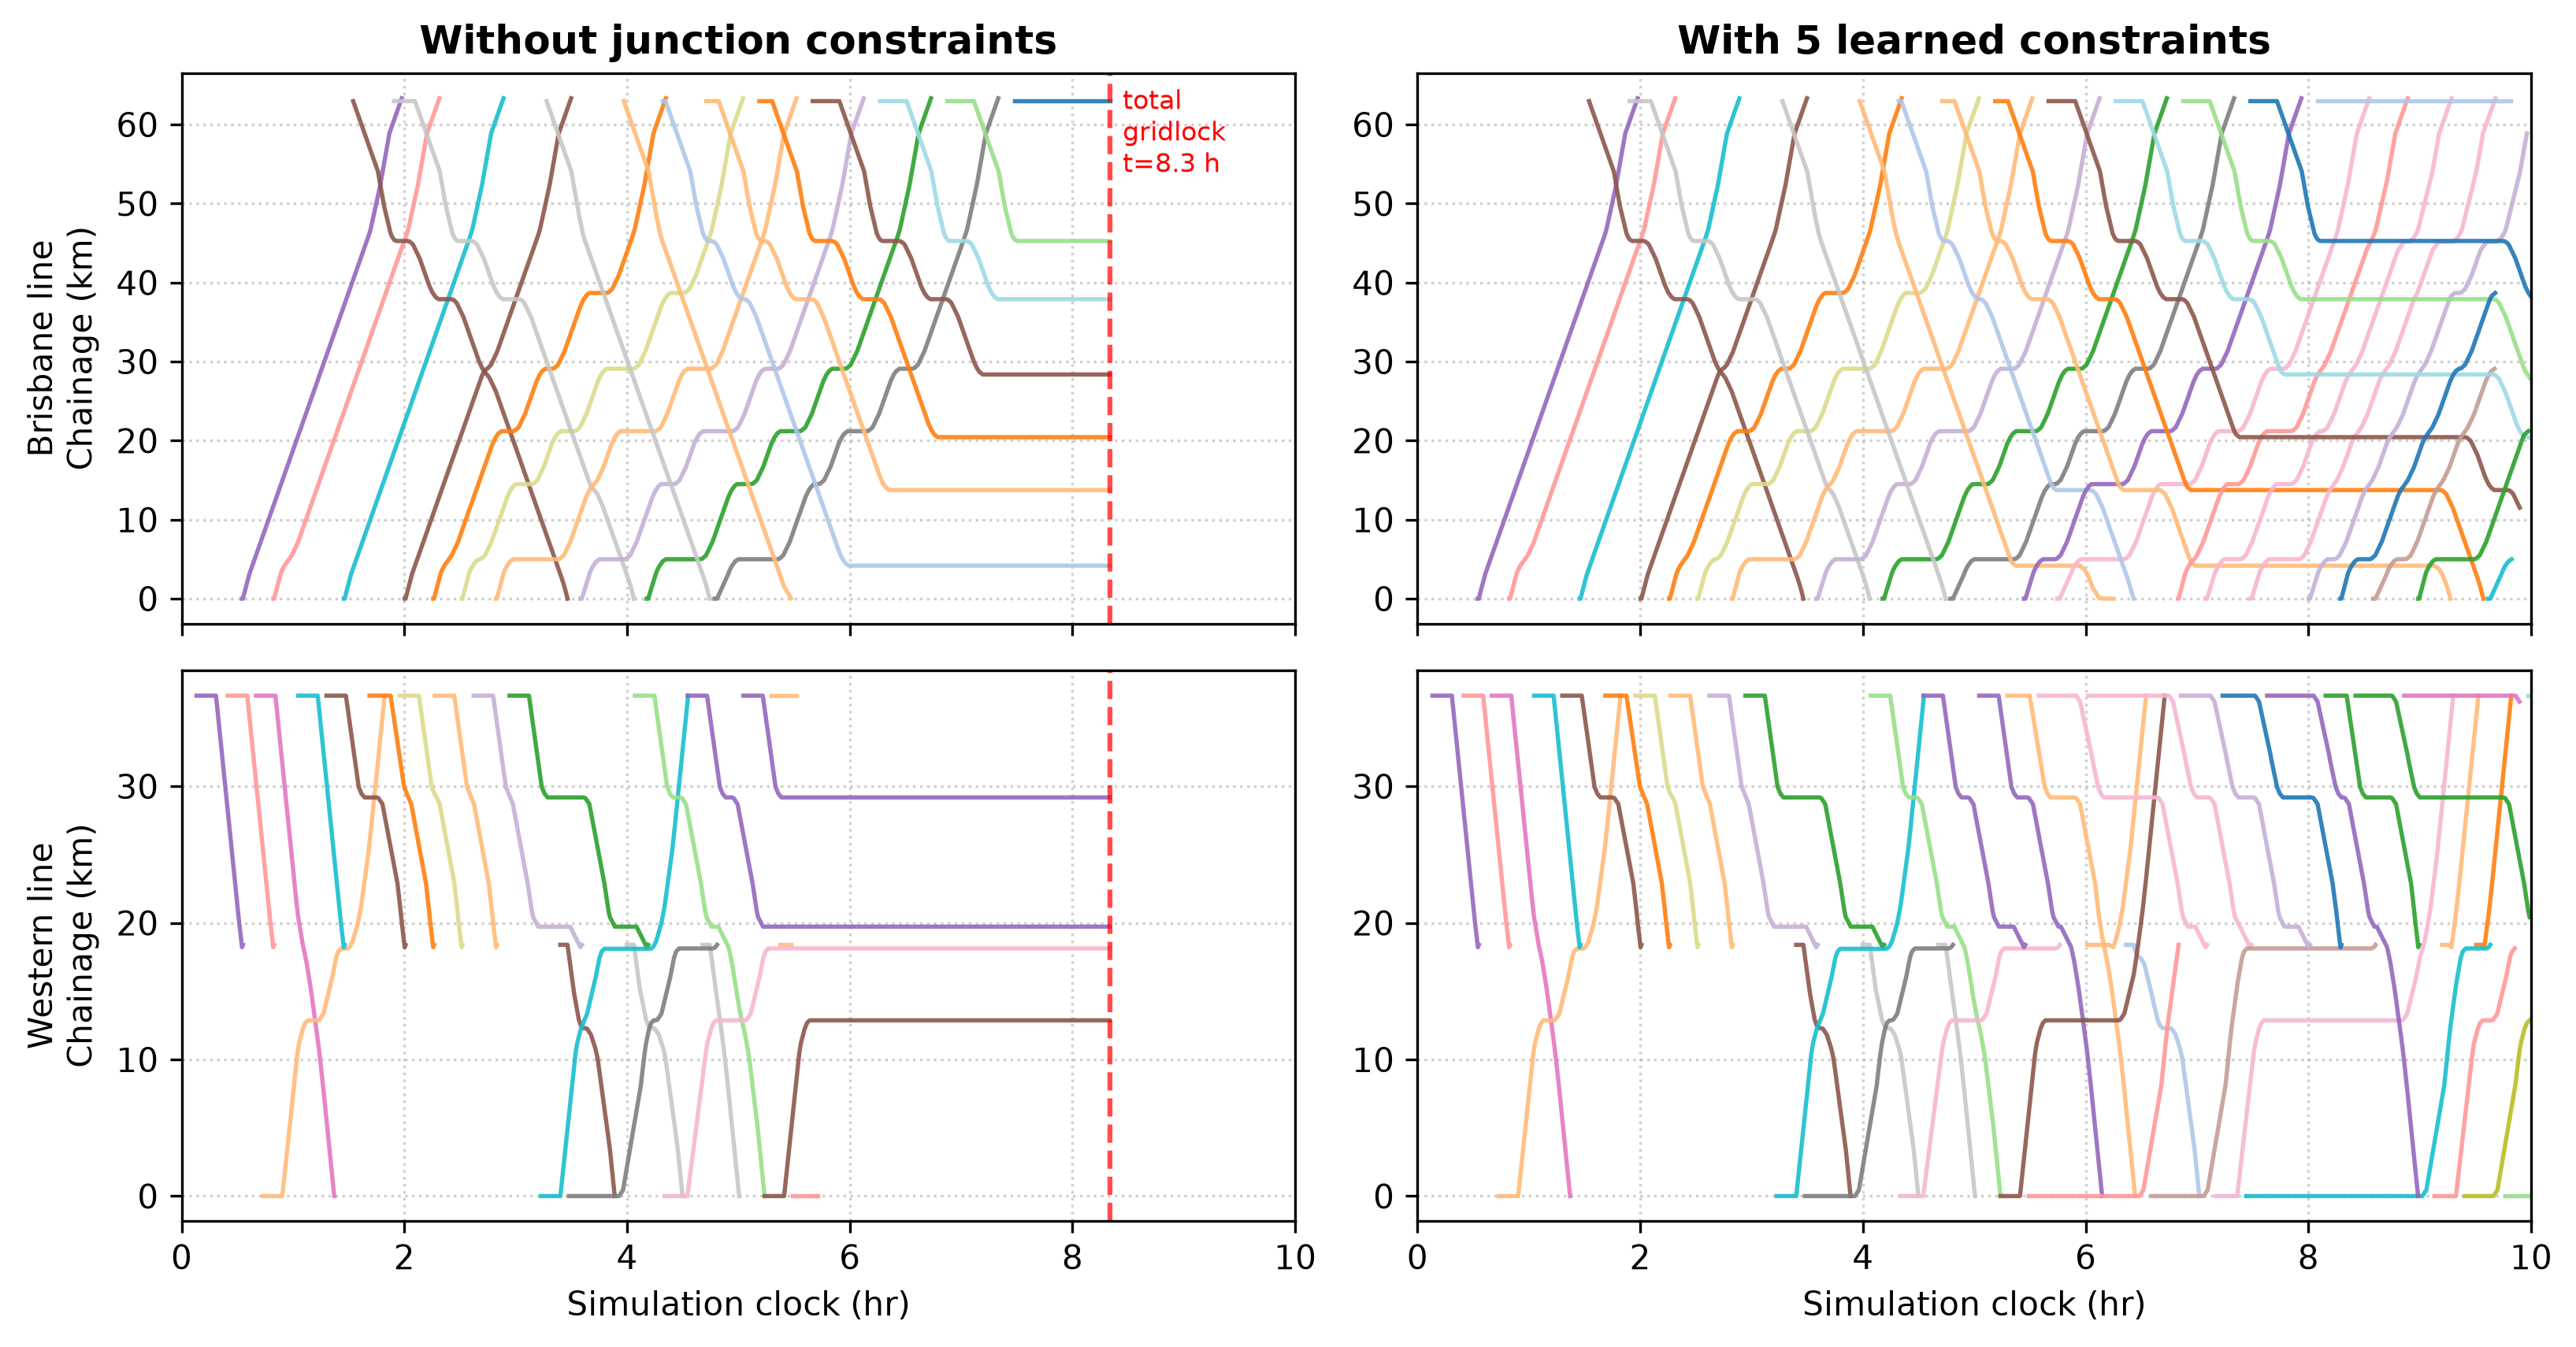 Without junction constraints
With 5 learned constraints
Brisbane line
Chainage (km)
60
50
40
30
20
10
0
total
gridlock
t=8.3 h
60
50
40
30
20
10
0
Western line
Chainage (km)
30
20
10
0
0 2 4 6 8 10
Simulation clock (hr)
30
20
10
0
0 2 4 6 8 10
Simulation clock (hr)